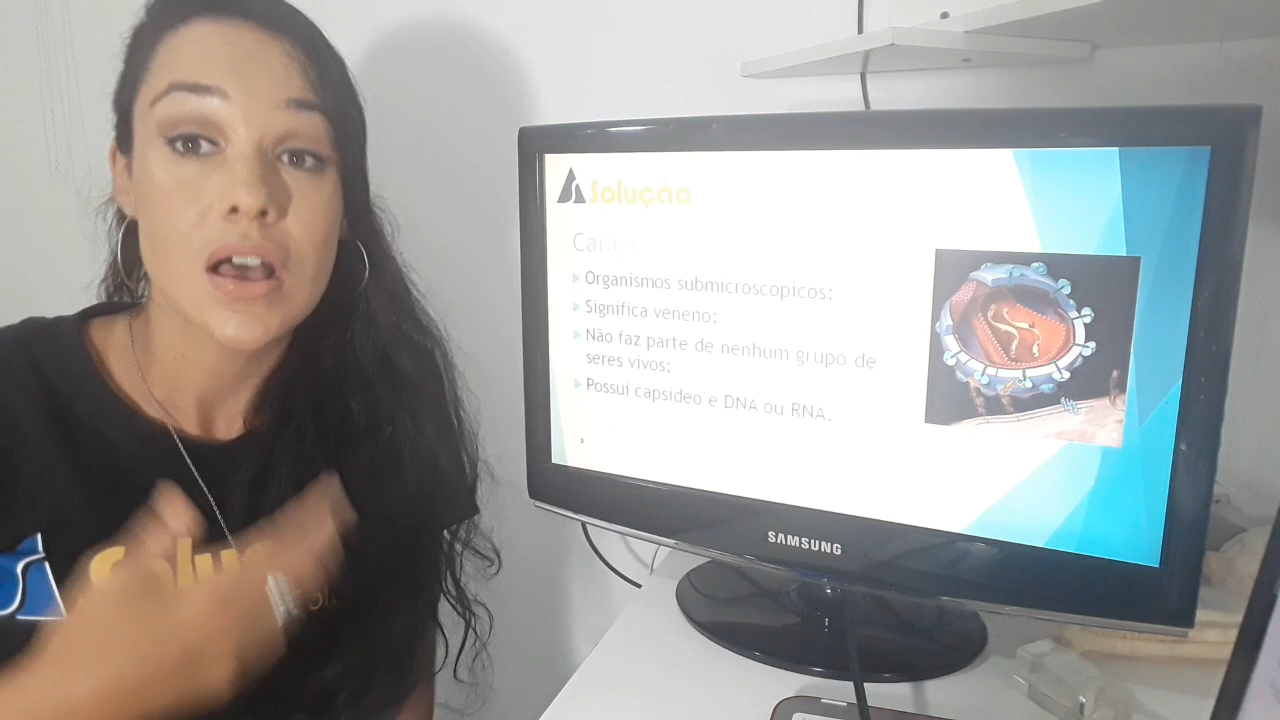 Solução
Organismos submicroscopicos;
Significa veneno;
Não faz parte de nenhum grupo de
seres vivos;
Possui capsideo e DNA ou RNA.
3
SAMSUNG